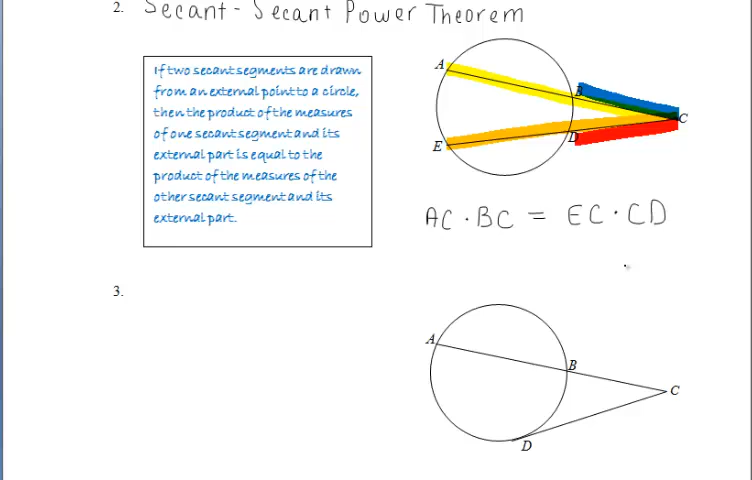 2. Secant - Secant Power Theorem
If two secant segments are drawn
from an external point to a circle,
then the product of the measures
of one secant segment and its
external part is equal to the
product of the measures of the
other secant segment and its
external part.
A
B
C
D
E
AC · BC = EC · CD
3.
A
B
C
D